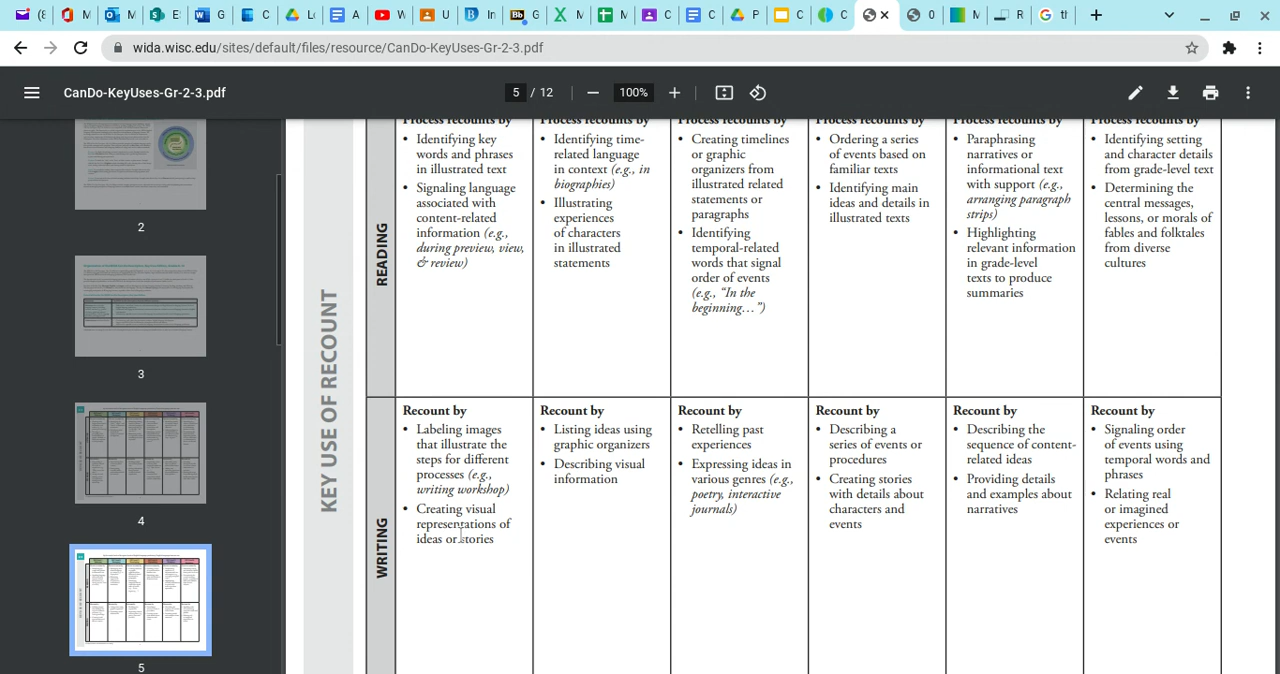 (8
M
M
E
G
C
Lo
A
W
U
In
G
M
M
C
C
P
C
C
0
M
R
th
wida.wisc.edu/sites/default/files/resource/CanDo-KeyUses-Gr-2-3.pdf
CanDo-KeyUses-Gr-2-3.pdf
5 / 12
100%
2
3
4
5
KEY USE OF RECOUNT
READING
Process recounts by
• Identifying key
words and phrases
in illustrated text
• Signaling language
associated with
content-related
information (e.g.,
during preview, view,
& review)
Process recounts by
• Identifying time-
related language
in context (e.g., in
biographies)
• Illustrating
experiences
of characters
in illustrated
statements
Process recounts by
• Creating timelines
or graphic
organizers from
illustrated related
statements or
paragraphs
• Identifying
temporal-related
words that signal
order of events
(e.g., “In the
beginning…”)
Process recounts by
• Ordering a series
of events based on
familiar texts
• Identifying main
ideas and details in
illustrated texts
Process recounts by
• Paraphrasing
narratives or
informational text
with support (e.g.,
arranging paragraph
strips)
• Highlighting
relevant information
in grade-level
texts to produce
summaries
Process recounts by
• Identifying setting
and character details
from grade-level text
• Determining the
central messages,
lessons, or morals of
fables and folktales
from diverse
cultures
WRITING
Recount by
• Labeling images
that illustrate the
steps for different
processes (e.g.,
writing workshop)
• Creating visual
representations of
ideas or stories
Recount by
• Listing ideas using
graphic organizers
• Describing visual
information
Recount by
• Retelling past
experiences
• Expressing ideas in
various genres (e.g.,
poetry, interactive
journals)
Recount by
• Describing a
series of events or
procedures
• Creating stories
with details about
characters and
events
Recount by
• Describing the
sequence of content-
related ideas
• Providing details
and examples about
narratives
Recount by
• Signaling order
of events using
temporal words and
phrases
• Relating real
or imagined
experiences or
events